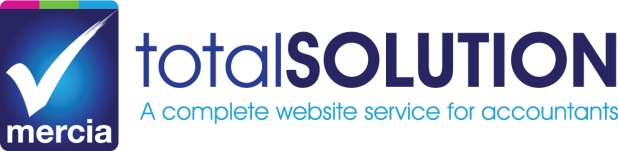 mercia
totalSOLUTION
A complete website service for accountants